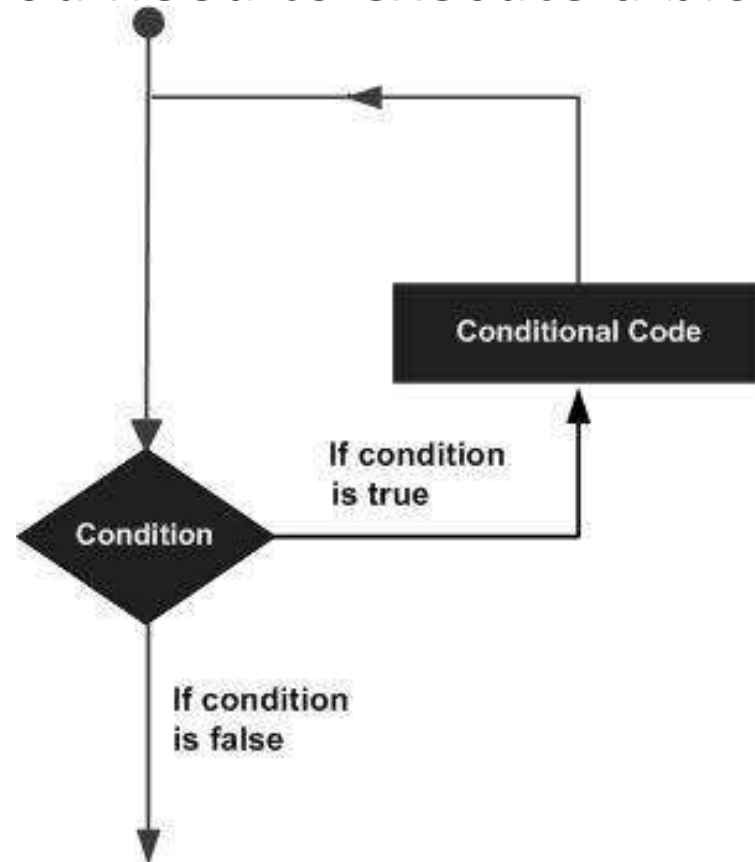 Conditional Code
If condition
is true
Condition
If condition
is false